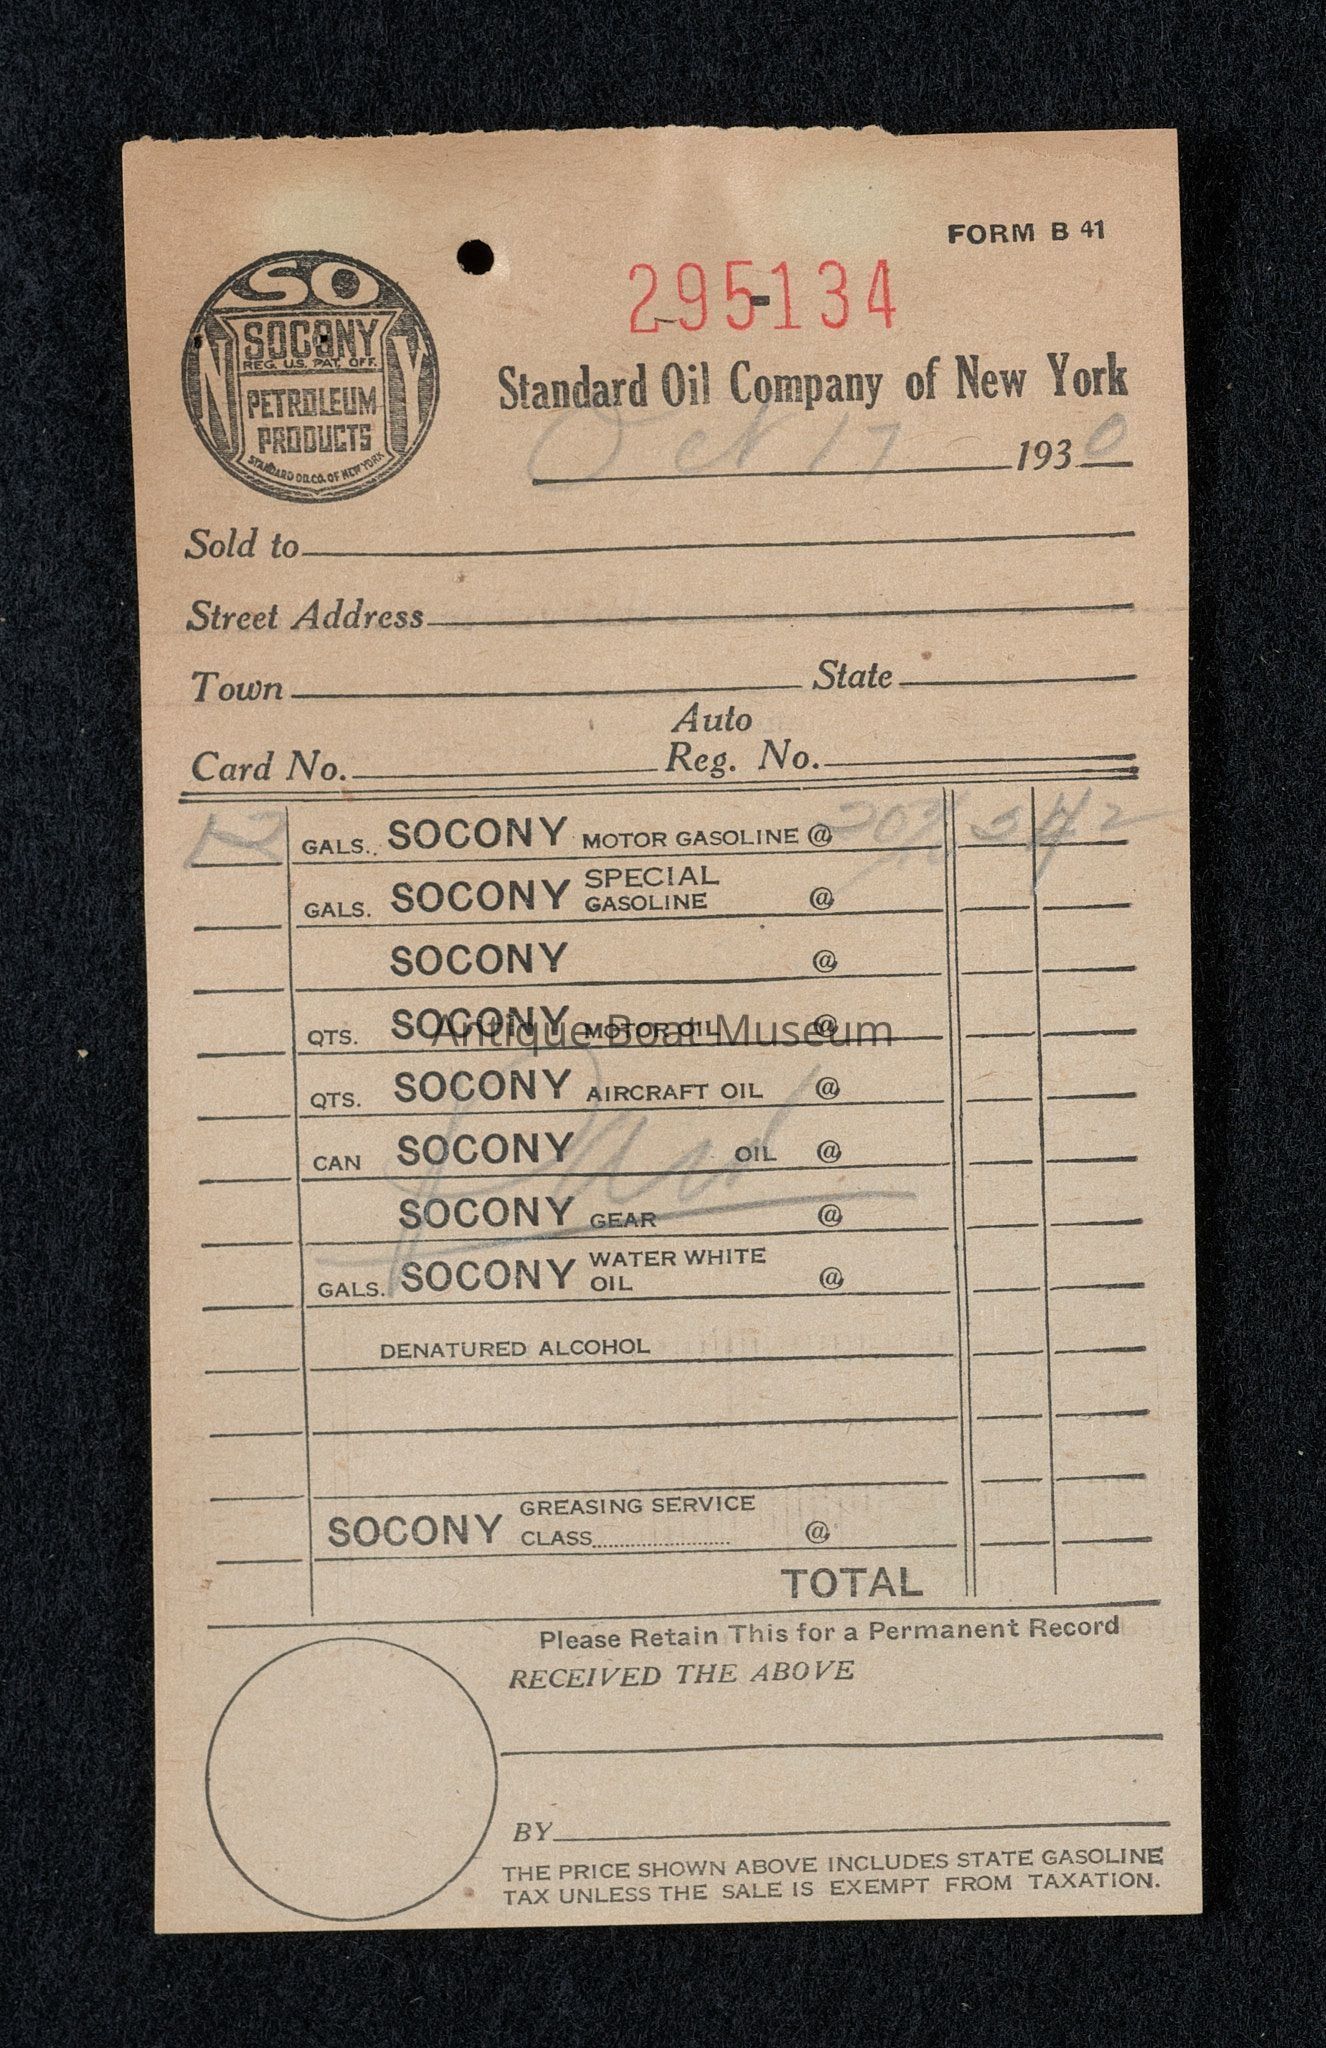 FORM B 41
295-134
SO
N Y
SOCONY
REG. U.S. PAT. OFF.
PETROLEUM
PRODUCTS
STANDARD OIL CO. OF NEW YORK
Standard Oil Company of New York
Oct 17 1930
Sold to
Street Address
Town State
Auto
Card No. Reg. No.
12 GALS. SOCONY MOTOR GASOLINE @
GALS. SOCONY SPECIAL GASOLINE @
SOCONY @
QTS. SOCONY MOTOR OIL @
Antique Boat Museum
QTS. SOCONY AIRCRAFT OIL @
Paid
CAN SOCONY OIL @
SOCONY GEAR @
GALS. SOCONY WATER WHITE OIL @
DENATURED ALCOHOL
SOCONY GREASING SERVICE
CLASS........................ @
TOTAL
Please Retain This for a Permanent Record
RECEIVED THE ABOVE
BY
THE PRICE SHOWN ABOVE INCLUDES STATE GASOLINE
TAX UNLESS THE SALE IS EXEMPT FROM TAXATION.